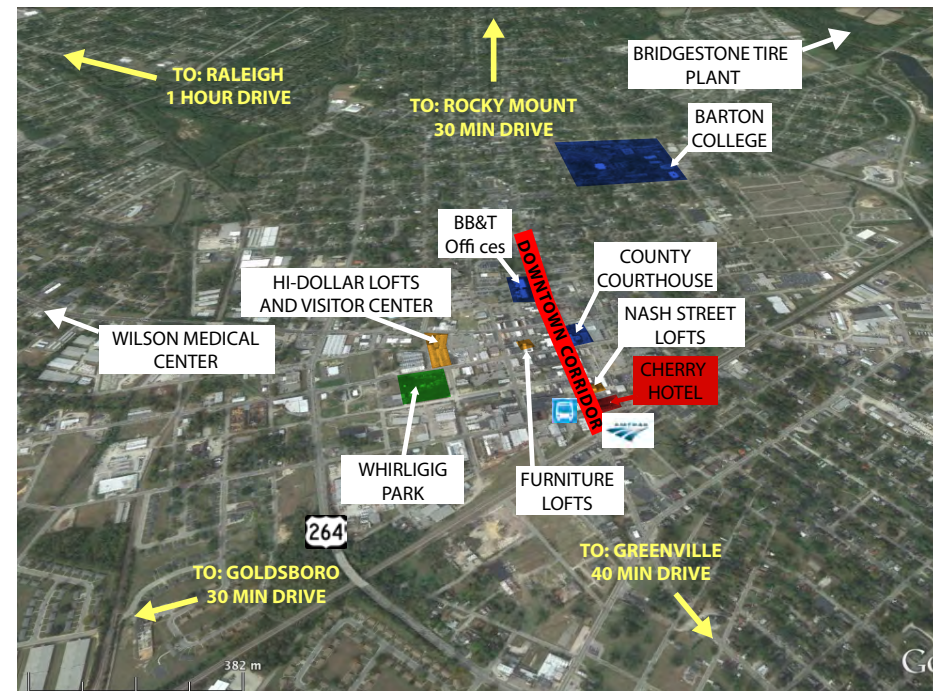 BRIDGESTONE TIRE
PLANT
TO: RALEIGH
1 HOUR DRIVE
TO: ROCKY MOUNT
30 MIN DRIVE
BARTON
COLLEGE
BB&T
Offi ces
DOWNTOWN CORRIDOR
COUNTY
COURTHOUSE
HI-DOLLAR LOFTS
AND VISITOR CENTER
NASH STREET
LOFTS
WILSON MEDICAL
CENTER
CHERRY
HOTEL
AMTRAK
WHIRLIGIG
PARK
FURNITURE
LOFTS
264
TO: GREENVILLE
40 MIN DRIVE
TO: GOLDSBORO
30 MIN DRIVE
382 m
Go